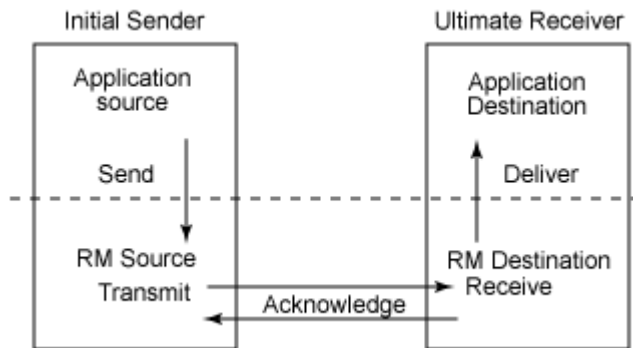 Initial Sender
Ultimate Receiver
Application
source
Application
Destination
Send
Deliver
RM Source
Transmit
RM Destination
Receive
Acknowledge